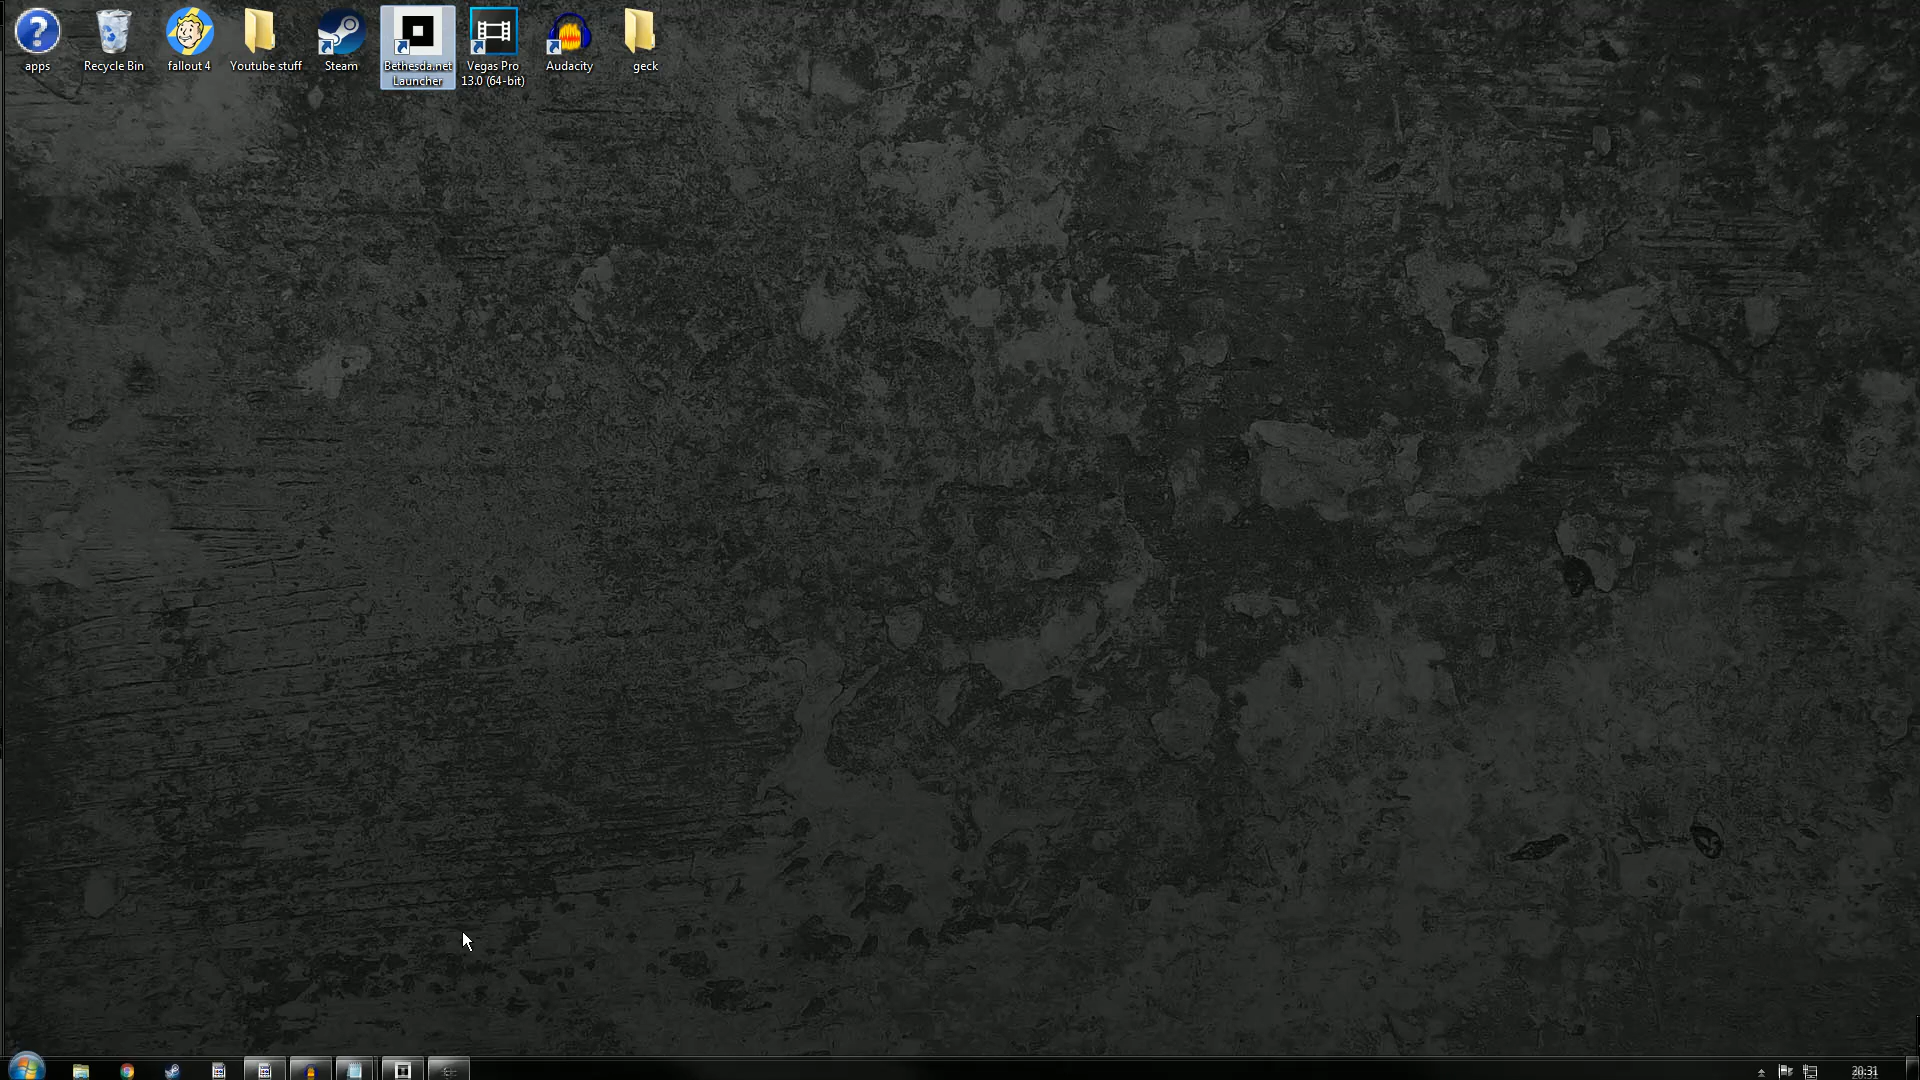 apps
Recycle Bin
fallout 4
Youtube stuff
Steam
Bethesda.net
Launcher
Vegas Pro
13.0 (64-bit)
Audacity
geck
20:31